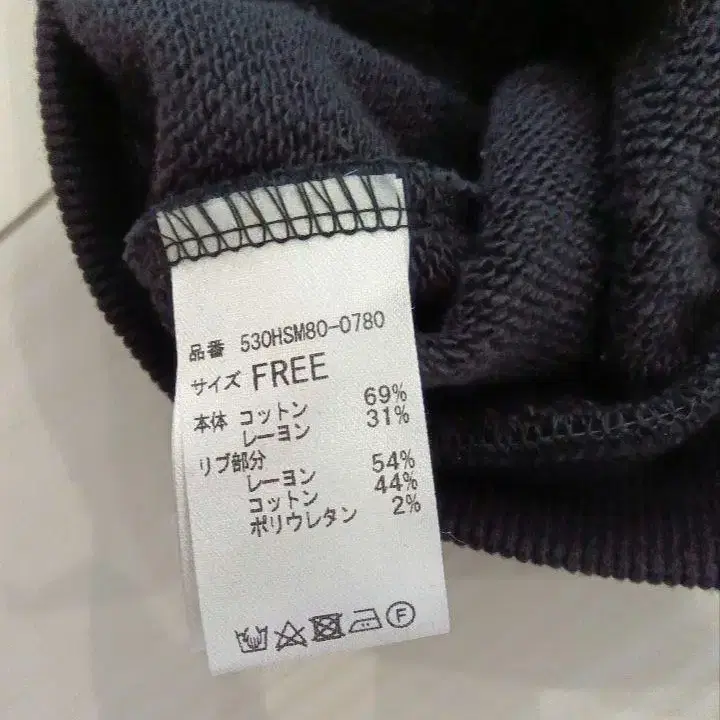 品番 530HSM80-0780
サイズ FREE
本体 コットン 69%
レーヨン 31%
リブ部分
レーヨン 54%
コットン 44%
ポリウレタン 2%
F